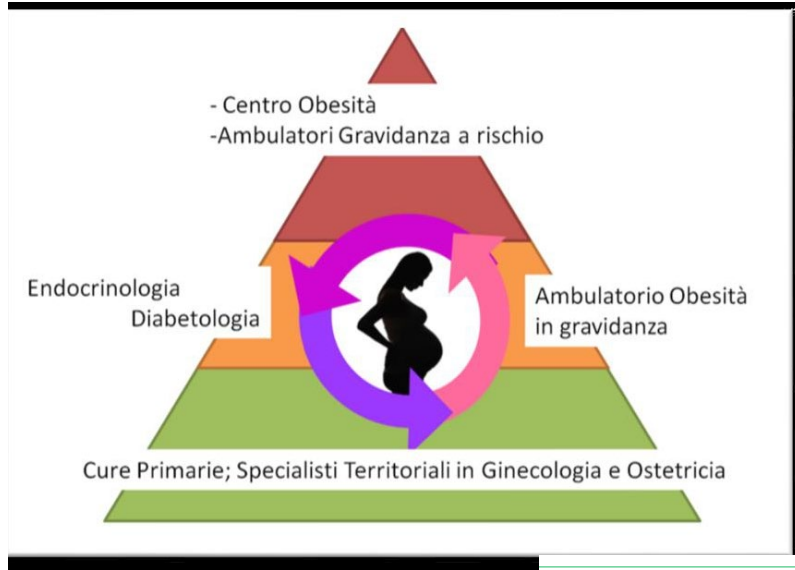 - Centro Obesità
-Ambulatori Gravidanza a rischio
Endocrinologia
Diabetologia
Ambulatorio Obesità
in gravidanza
Cure Primarie; Specialisti Territoriali in Ginecologia e Ostetricia